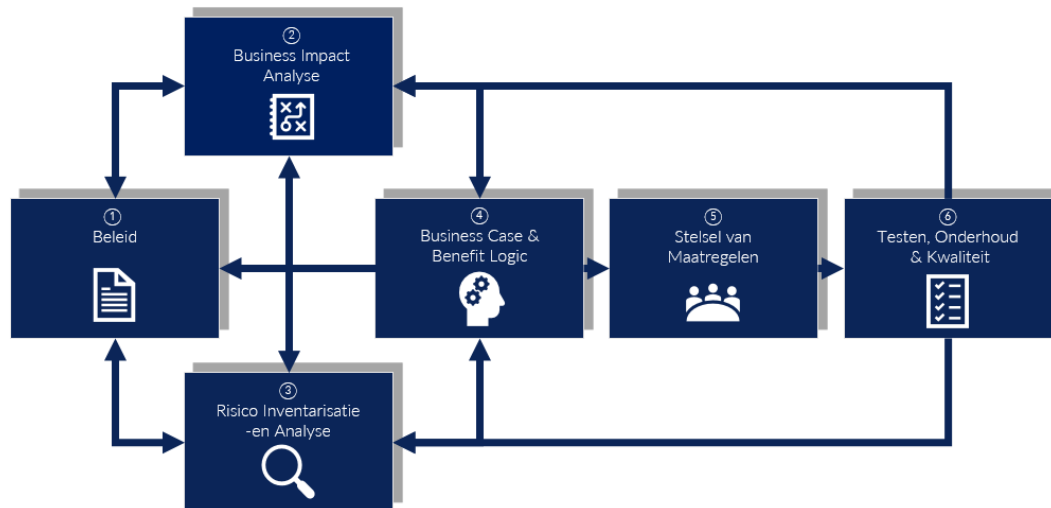 ②
Business Impact
Analyse
①
Beleid
④
Business Case &
Benefit Logic
⑤
Stelsel van
Maatregelen
⑥
Testen, Onderhoud
& Kwaliteit
③
Risico Inventarisatie
-en Analyse